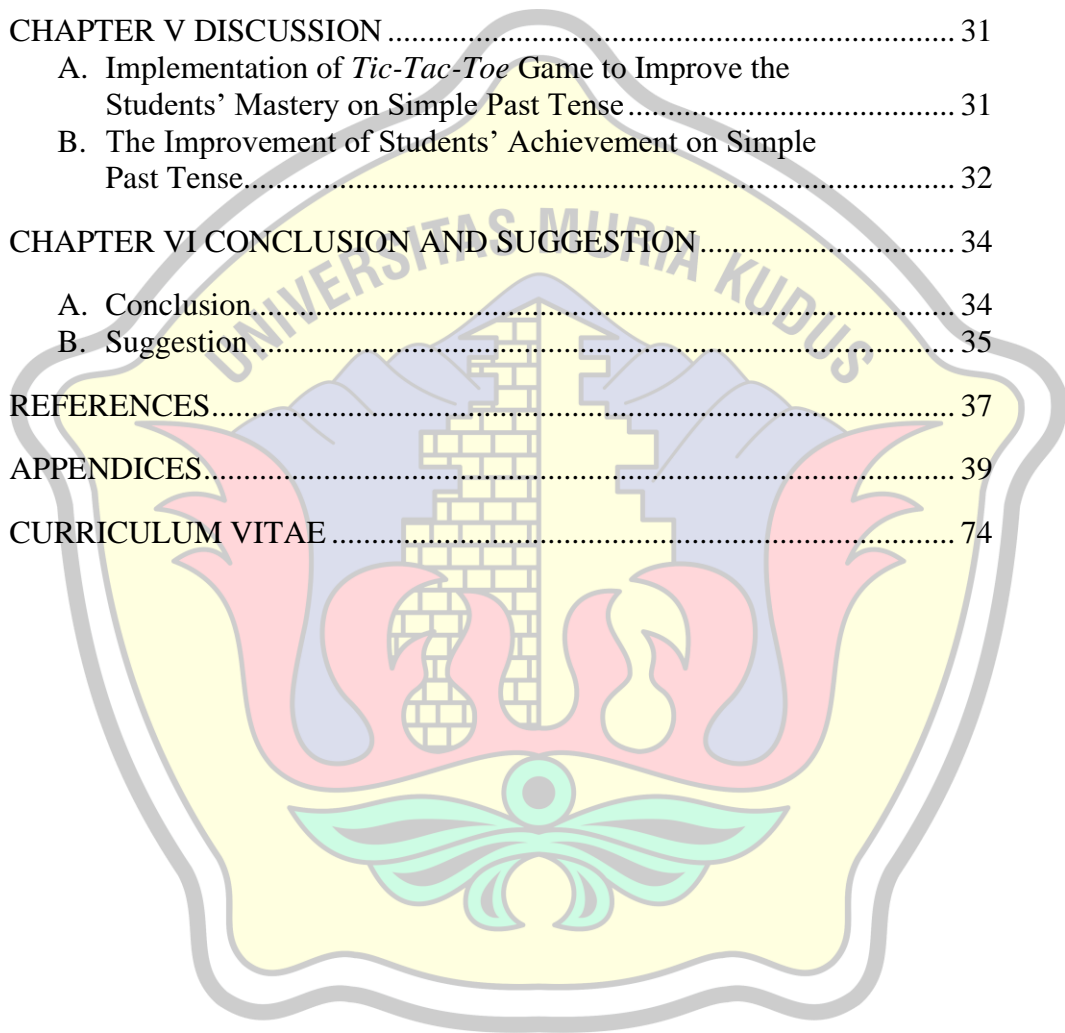 CHAPTER V DISCUSSION ........................................................................... 31
A. Implementation of Tic-Tac-Toe Game to Improve the
Students’ Mastery on Simple Past Tense ............................................ 31
B. The Improvement of Students’ Achievement on Simple
Past Tense............................................................................................. 32
CHAPTER VI CONCLUSION AND SUGGESTION .................................. 34
A. Conclusion............................................................................................ 34
B. Suggestion ............................................................................................ 35
REFERENCES................................................................................................ 37
APPENDICES................................................................................................. 39
CURRICULUM VITAE ................................................................................. 74
UNIVERSITAS MURIA KUDUS